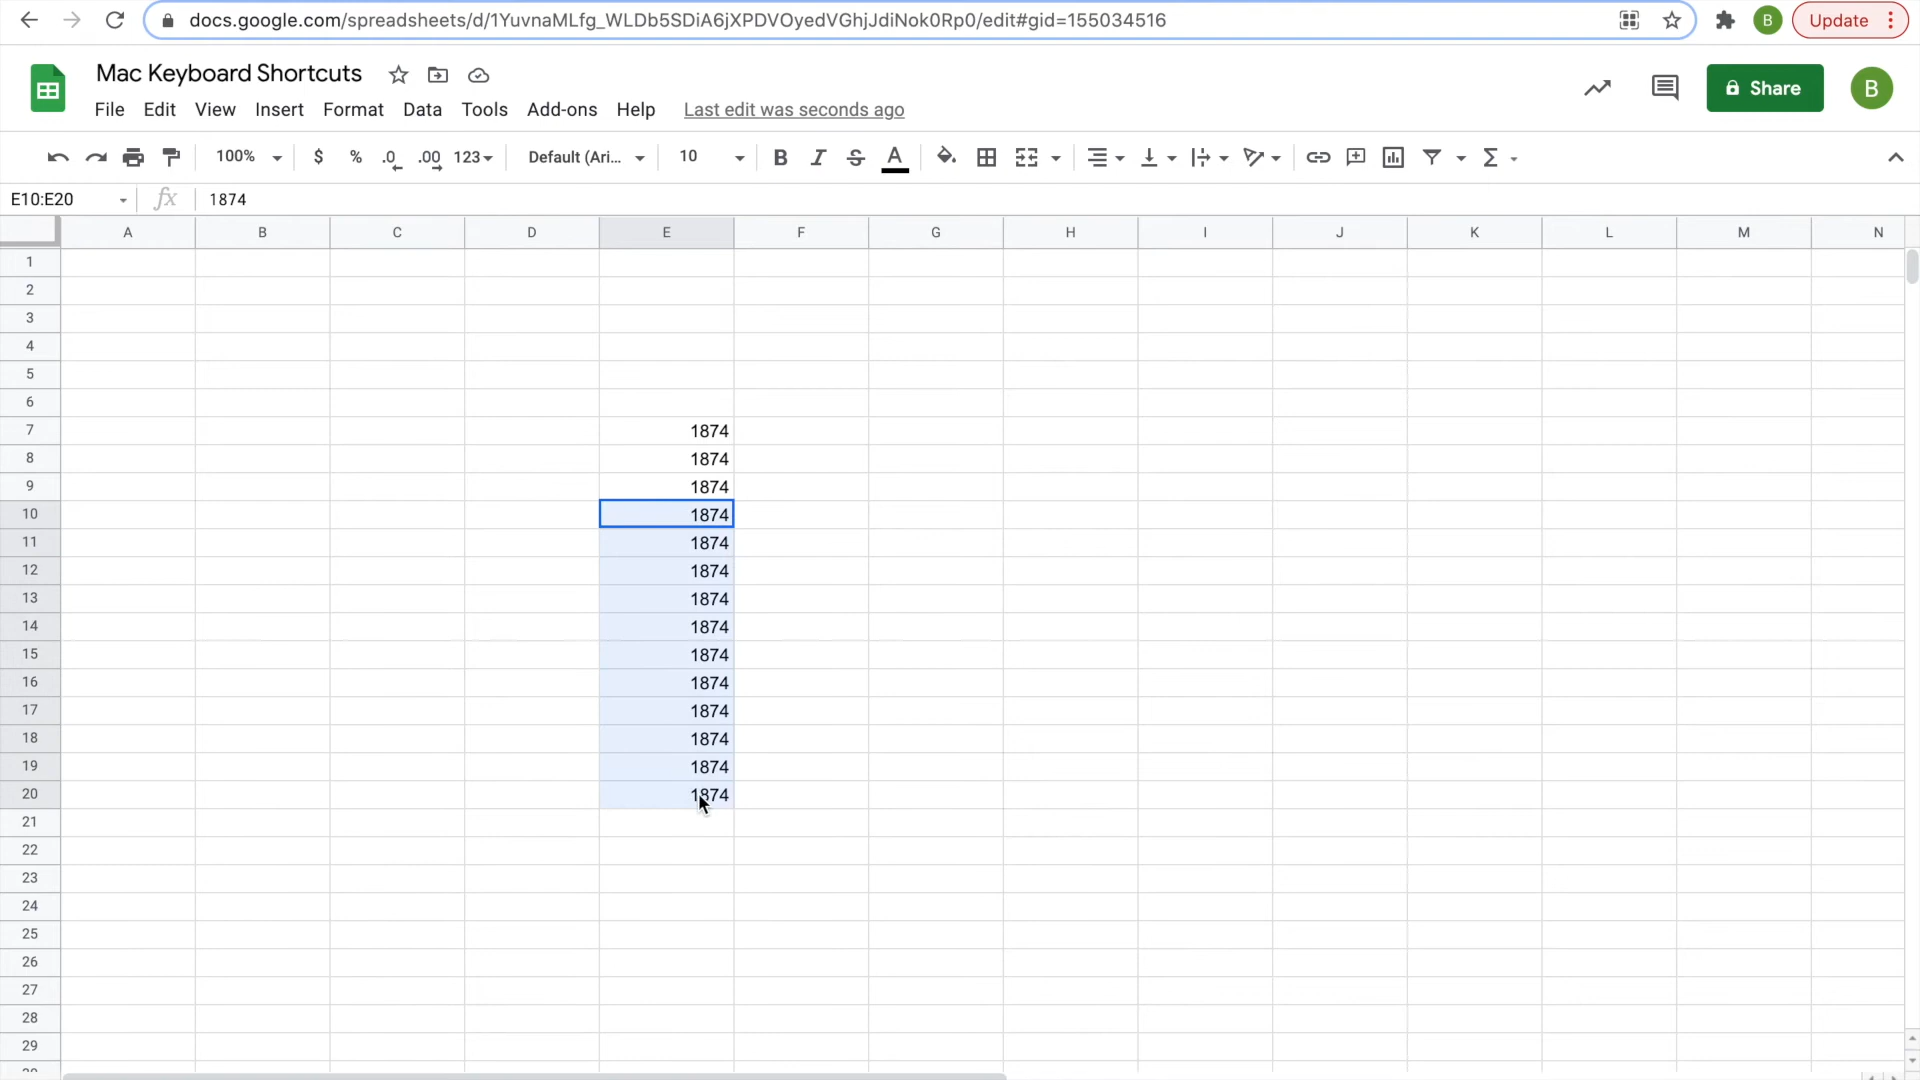 docs.google.com/spreadsheets/d/1YuvnaMLfg_WLDb5SDiA6jXPDVOyedVGhjJdiNok0Rp0/edit#gid=155034516
B
Update
Mac Keyboard Shortcuts
File Edit View Insert Format Data Tools Add-ons Help Last edit was seconds ago
Share
B
100% $ % .0 .00 123 Default (Ari... 10 B I S A Σ
E10:E20 fx 1874
A B C D E F G H I J K L M N
1
2
3
4
5
6
7 1874
8 1874
9 1874
10 1874
11 1874
12 1874
13 1874
14 1874
15 1874
16 1874
17 1874
18 1874
19 1874
20 1874
21
22
23
24
25
26
27
28
29